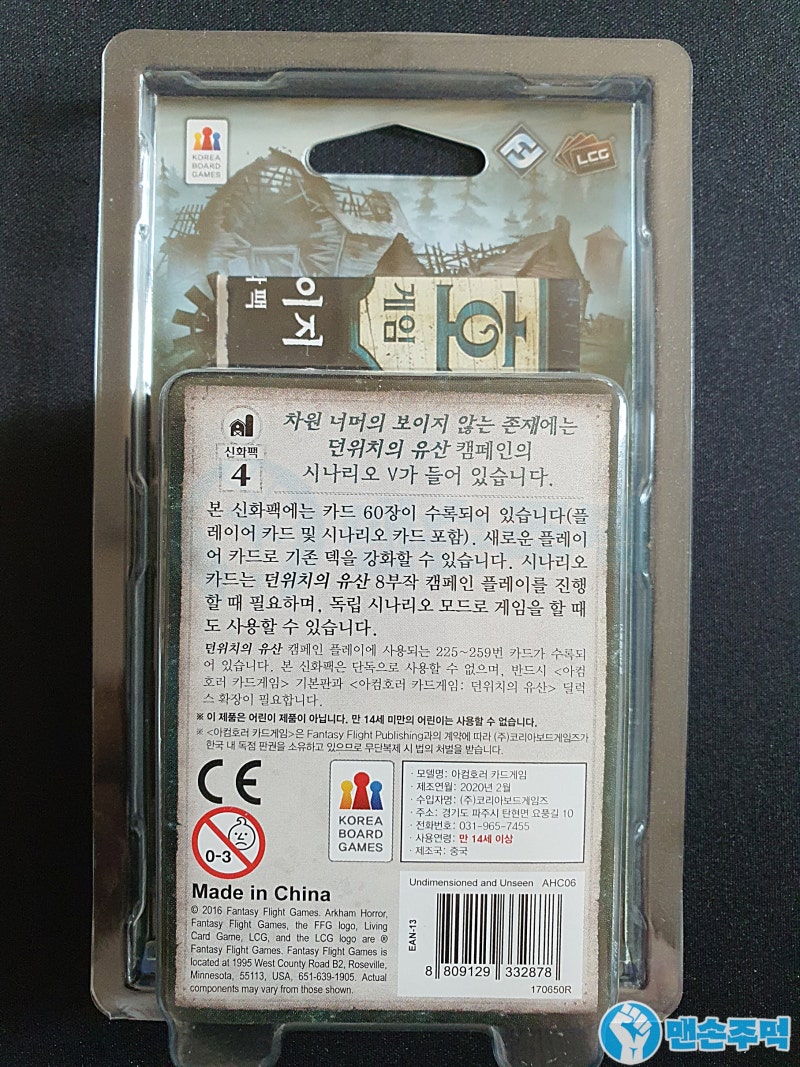 KOREA
BOARD
GAMES
LCG
이지
게임
호
차원 너머의 보이지 않는 존재에는
던위치의 유산 캠페인의
시나리오 V가 들어 있습니다.
신화팩
4
본 신화팩에는 카드 60장이 수록되어 있습니다(플
레이어 카드 및 시나리오 카드 포함). 새로운 플레이
어 카드로 기존 덱을 강화할 수 있습니다. 시나리오
카드는 던위치의 유산 8부작 캠페인 플레이를 진행
할 때 필요하며, 독립 시나리오 모드로 게임을 할 때
도 사용할 수 있습니다.
던위치의 유산 캠페인 플레이에 사용되는 225~259번 카드가 수록되
어 있습니다. 본 신화팩은 단독으로 사용할 수 없으며, 반드시 <아컴
호러 카드게임> 기본판과 <아컴호러 카드게임: 던위치의 유산> 딜럭
스 확장이 필요합니다.
※ 이 제품은 어린이 제품이 아닙니다. 만 14세 미만의 어린이는 사용할 수 없습니다.
※ <아컴호러 카드게임>은 Fantasy Flight Publishing과의 계약에 따라 (주)코리아보드게임즈가
한국 내 독점 판권을 소유하고 있으므로 무단복제 시 법의 처벌을 받습니다.
CE
0-3
KOREA
BOARD
GAMES
· 모델명: 아컴호러 카드게임
· 제조연월: 2020년 2월
· 수입자명: (주)코리아보드게임즈
· 주소: 경기도 파주시 탄현면 요풍길 10
· 전화번호: 031-965-7455
· 사용연령: 만 14세 이상
· 제조국: 중국
Made in China
© 2016 Fantasy Flight Games. Arkham Horror,
Fantasy Flight Games, the FFG logo, Living
Card Game, LCG, and the LCG logo are ®
Fantasy Flight Games. Fantasy Flight Games is
located at 1995 West County Road B2, Roseville,
Minnesota, 55113, USA, 651-639-1905. Actual
components may vary from those shown.
Undimensioned and Unseen AHC06
EAN-13
8 809129 332878
170650R
맨손주먹